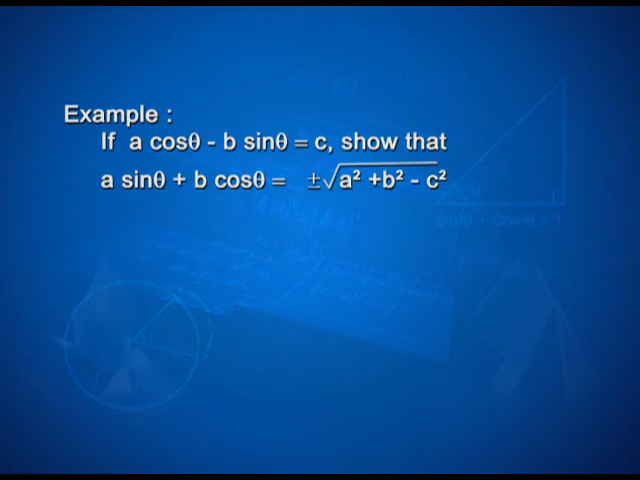 Example :
If a cosθ - b sinθ = c, show that
a sinθ + b cosθ = ±√a² +b² - c²